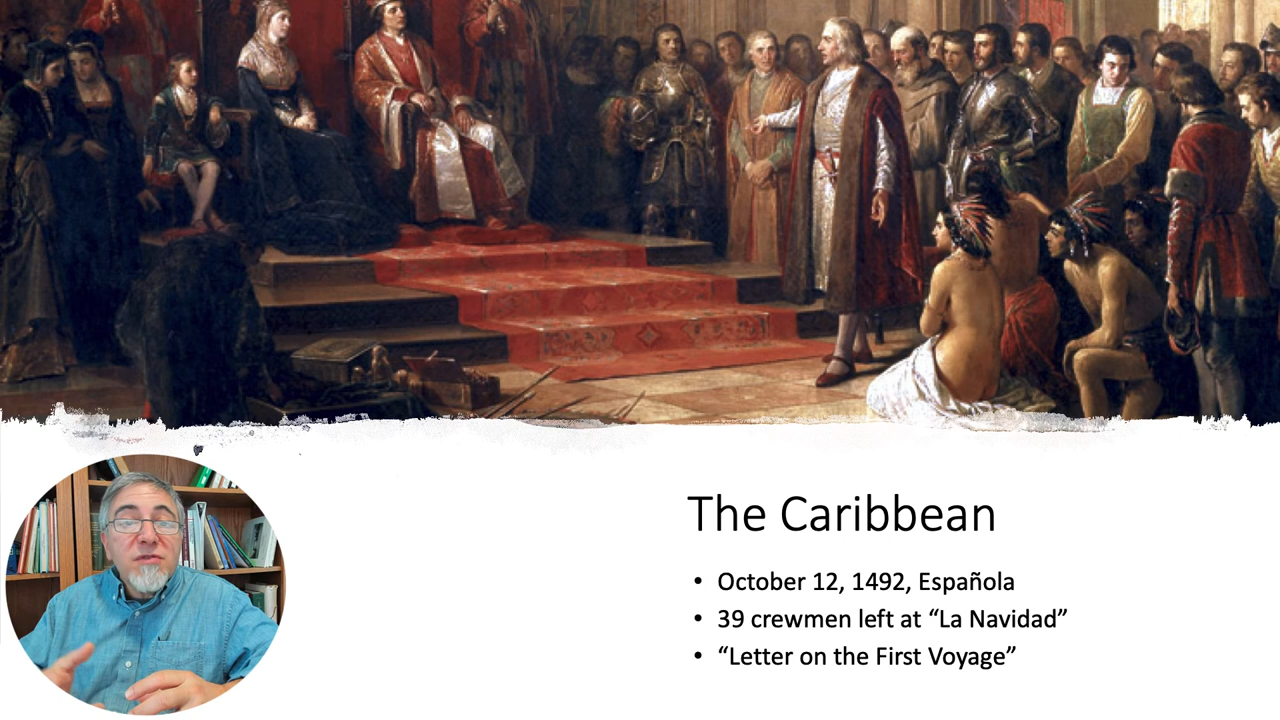 The Caribbean
• October 12, 1492, Española
• 39 crewmen left at “La Navidad”
• “Letter on the First Voyage”